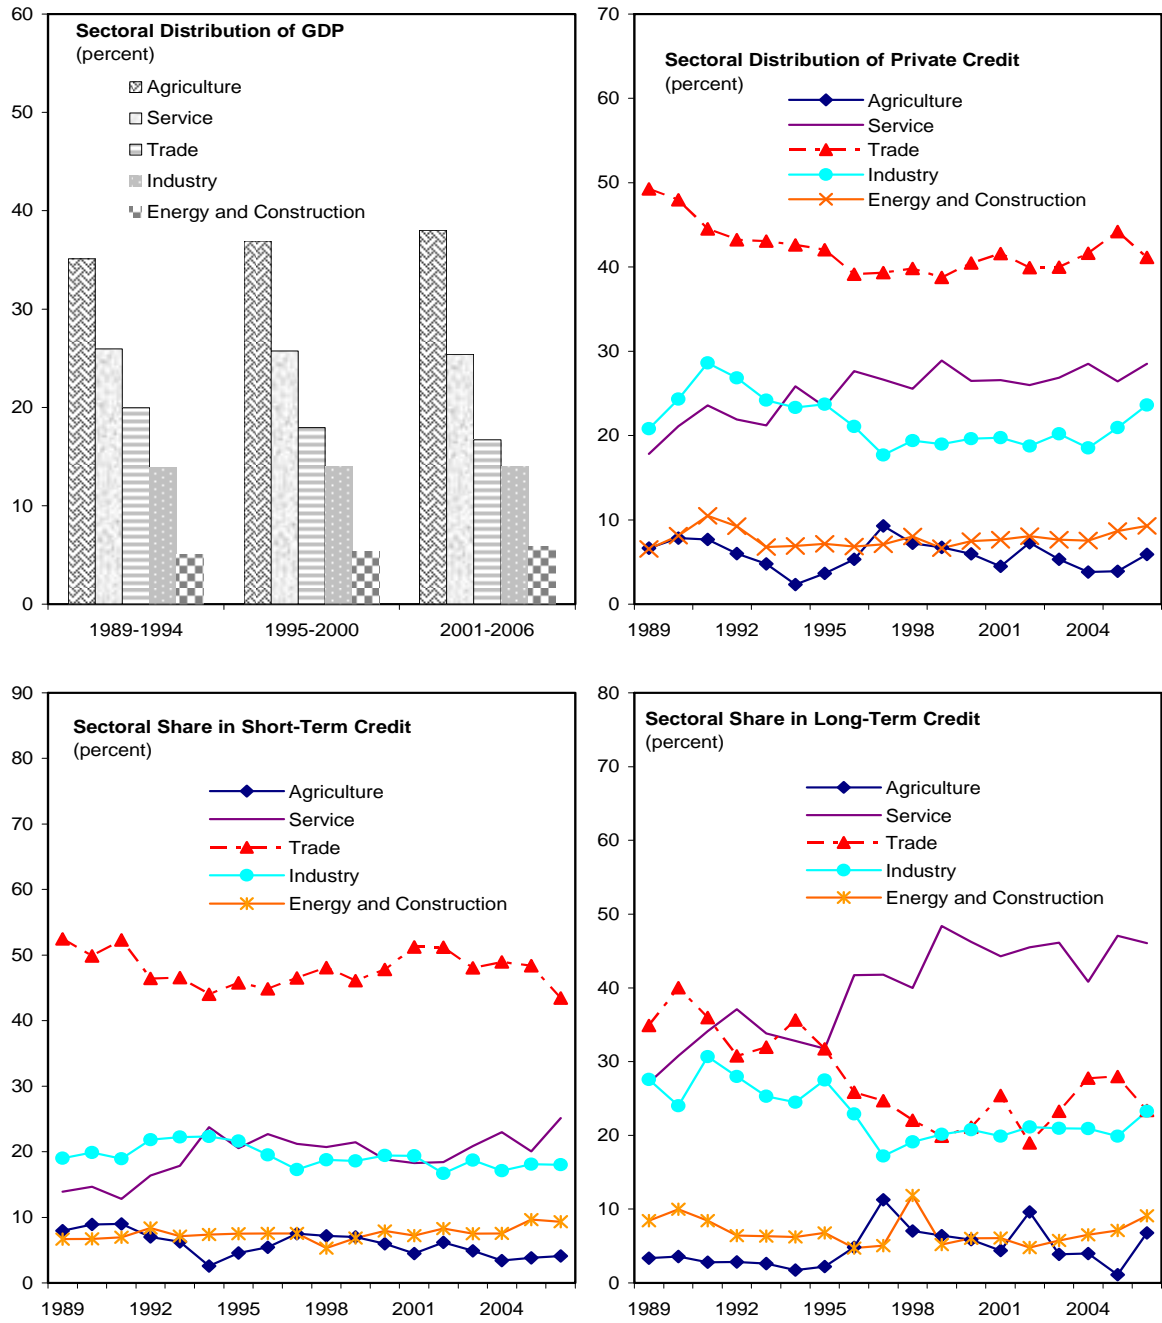 Sectoral Distribution of GDP
(percent)
Agriculture
Service
Trade
Industry
Energy and Construction
60
50
40
30
20
10
0
1989-1994 1995-2000 2001-2006
Sectoral Distribution of Private Credit
(percent)
Agriculture
Service
Trade
Industry
Energy and Construction
70
60
50
40
30
20
10
0
1989 1992 1995 1998 2001 2004
Sectoral Share in Short-Term Credit
(percent)
Agriculture
Service
Trade
Industry
Energy and Construction
90
80
70
60
50
40
30
20
10
0
1989 1992 1995 1998 2001 2004
Sectoral Share in Long-Term Credit
(percent)
Agriculture
Service
Trade
Industry
Energy and Construction
80
70
60
50
40
30
20
10
0
1989 1992 1995 1998 2001 2004